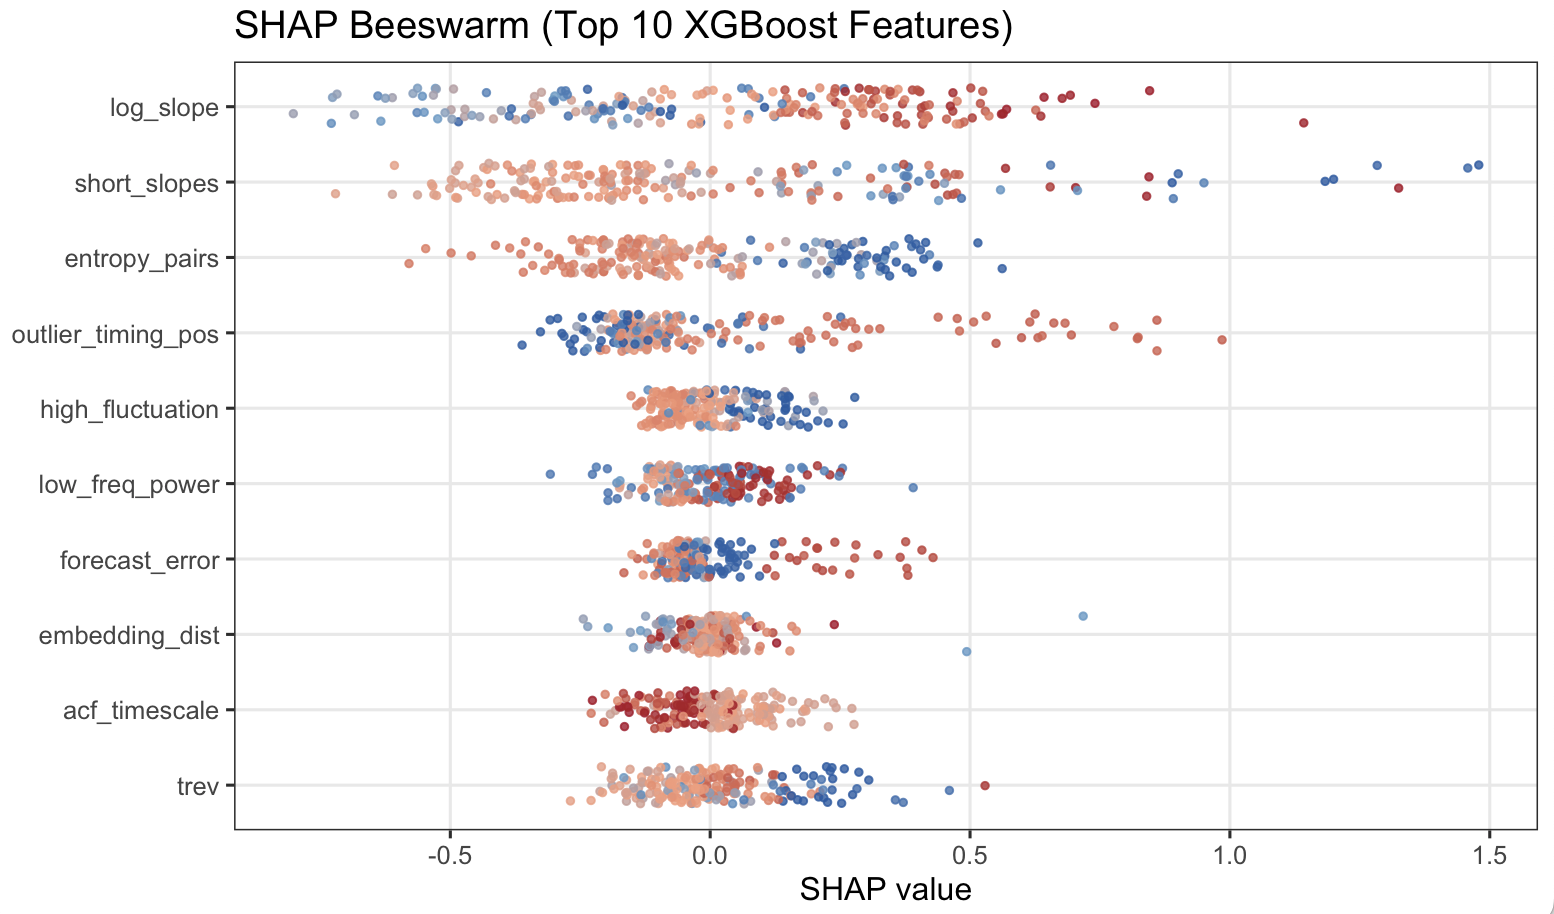 SHAP Beeswarm (Top 10 XGBoost Features)
log_slope
short_slopes
entropy_pairs
outlier_timing_pos
high_fluctuation
low_freq_power
forecast_error
embedding_dist
acf_timescale
trev
-0.5 0.0 0.5 1.0 1.5
SHAP value